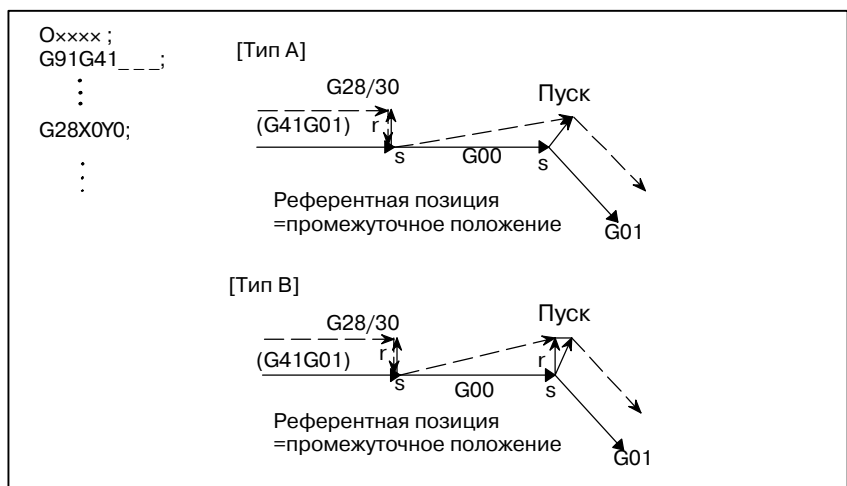 O×××× ;
G91G41_ _ _;
G28X0Y0;
[Тип A]
G28/30
Пуск
(G41G01)
r
s
G00
s
Референтная позиция
=промежуточное положение
G01
[Тип B]
G28/30
Пуск
(G41G01)
r
r
s
G00
s
Референтная позиция
=промежуточное положение
G01